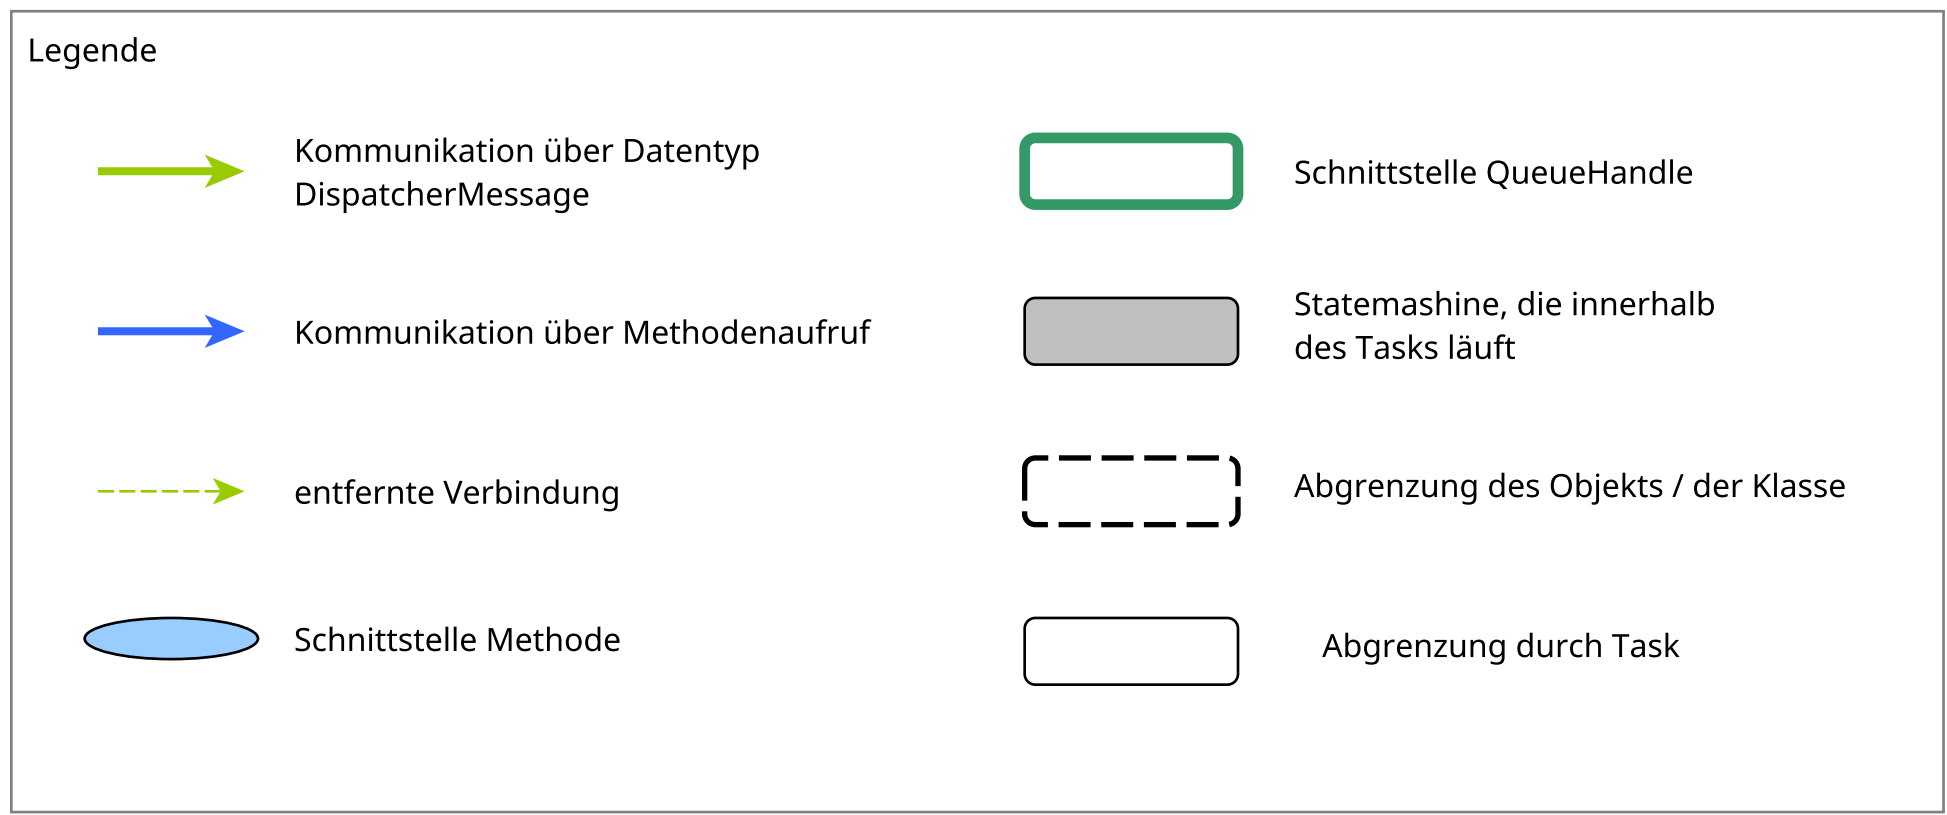 Legende
Kommunikation über Datentyp
DispatcherMessage
Kommunikation über Methodenaufruf
entfernte Verbindung
Schnittstelle Methode
Schnittstelle QueueHandle
Statemashine, die innerhalb
des Tasks läuft
Abgrenzung des Objekts / der Klasse
Abgrenzung durch Task